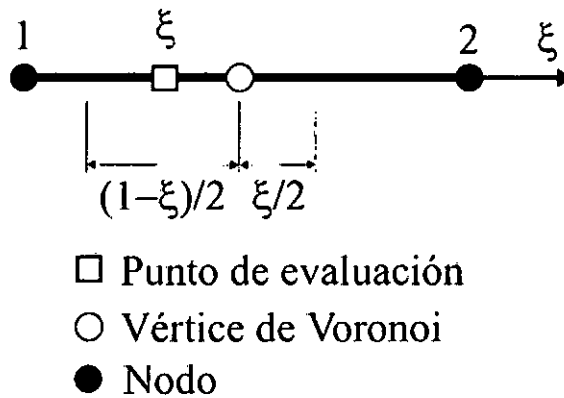 1 ξ 2 ξ
(1−ξ)/2 ξ/2
Punto de evaluación
Vértice de Voronoi
Nodo